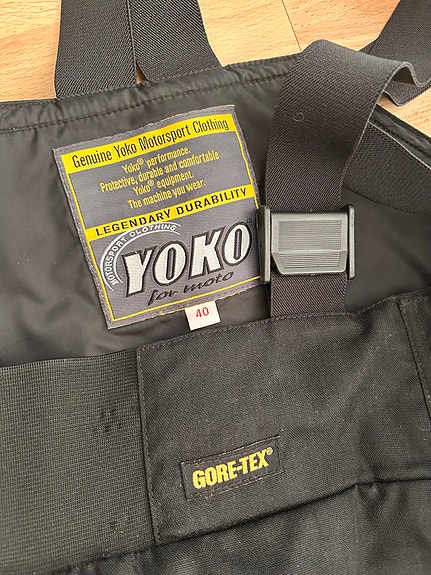 Genuine Yoko Motorsport Clothing
Yoko® performance.
Protective, durable and comfortable
Yoko® equipment.
The machine you wear.
LEGENDARY DURABILITY
MOTORSPORT CLOTHING
YOKO
for moto
40
GORE-TEX®